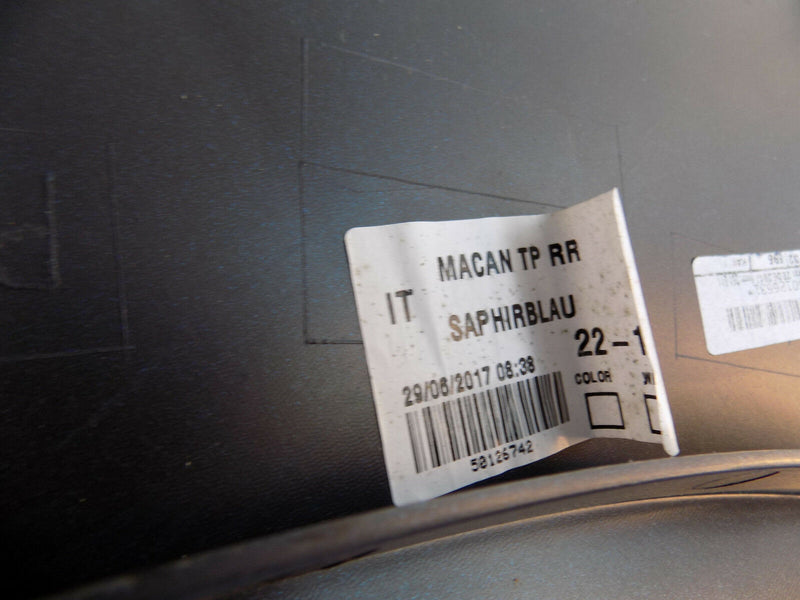 MACAN TP RR
IT
SAPHIRBLAU
22-1
29/06/2017 08:38
COLOR
50126742